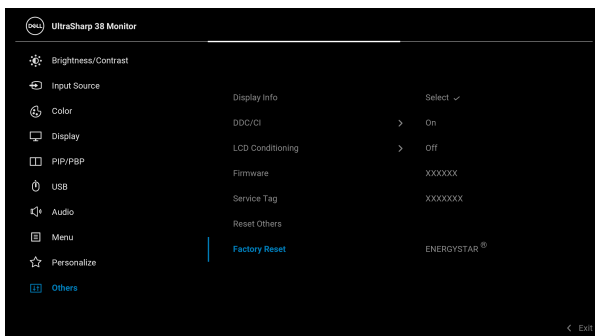 DELL UltraSharp 38 Monitor
Brightness/Contrast
Input Source
Color
Display
PIP/PBP
USB
Audio
Menu
Personalize
Others
Display Info Select ✓
DDC/CI > On
LCD Conditioning > Off
Firmware XXXXXX
Service Tag XXXXXXX
Reset Others
Factory Reset ENERGYSTAR ®
< Exit